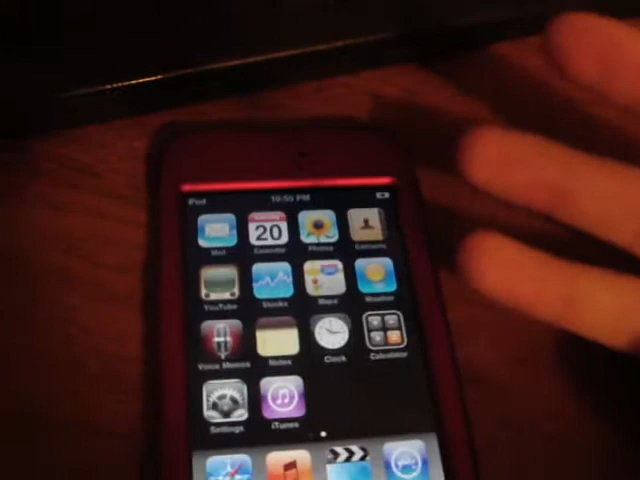 iPod 10:55 PM
20
Mail Calendar Photos Contacts
YouTube Stocks Maps Weather
Voice Memos Notes Clock Calculator
Settings iTunes